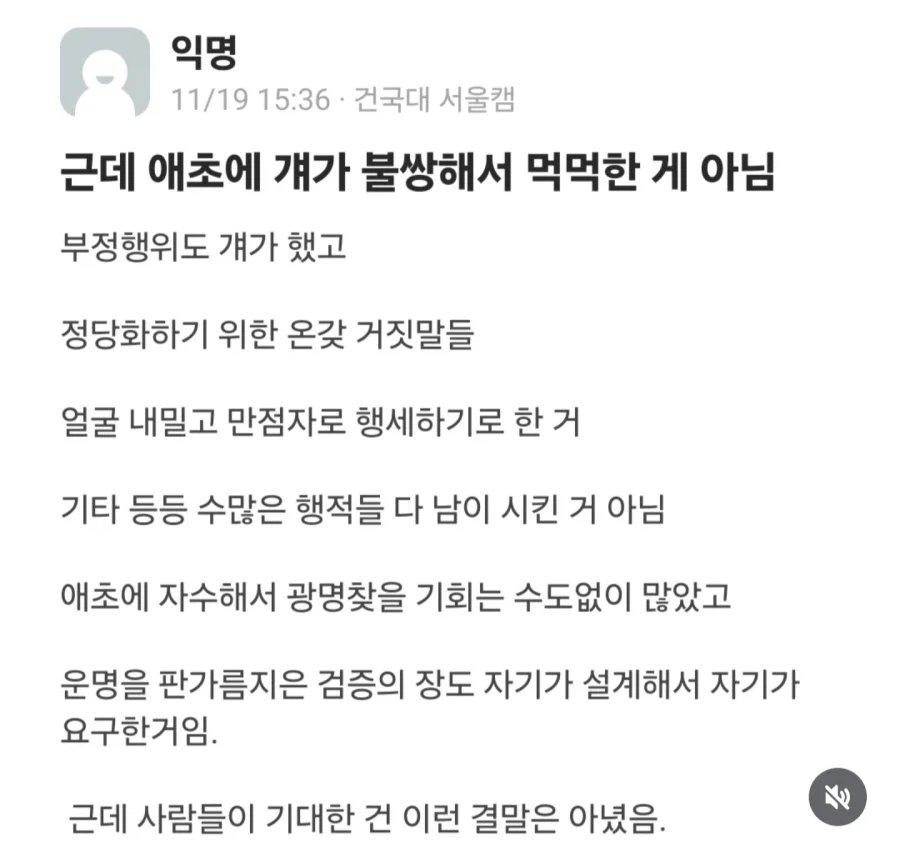 익명
11/19 15:36 · 건국대 서울캠
근데 애초에 걔가 불쌍해서 먹먹한 게 아님
부정행위도 걔가 했고
정당화하기 위한 온갖 거짓말들
얼굴 내밀고 만점자로 행세하기로 한 거
기타 등등 수많은 행적들 다 남이 시킨 거 아님
애초에 자수해서 광명찾을 기회는 수도없이 많았고
운명을 판가름지은 검증의 장도 자기가 설계해서 자기가
요구한거임.
근데 사람들이 기대한 건 이런 결말은 아녔음.